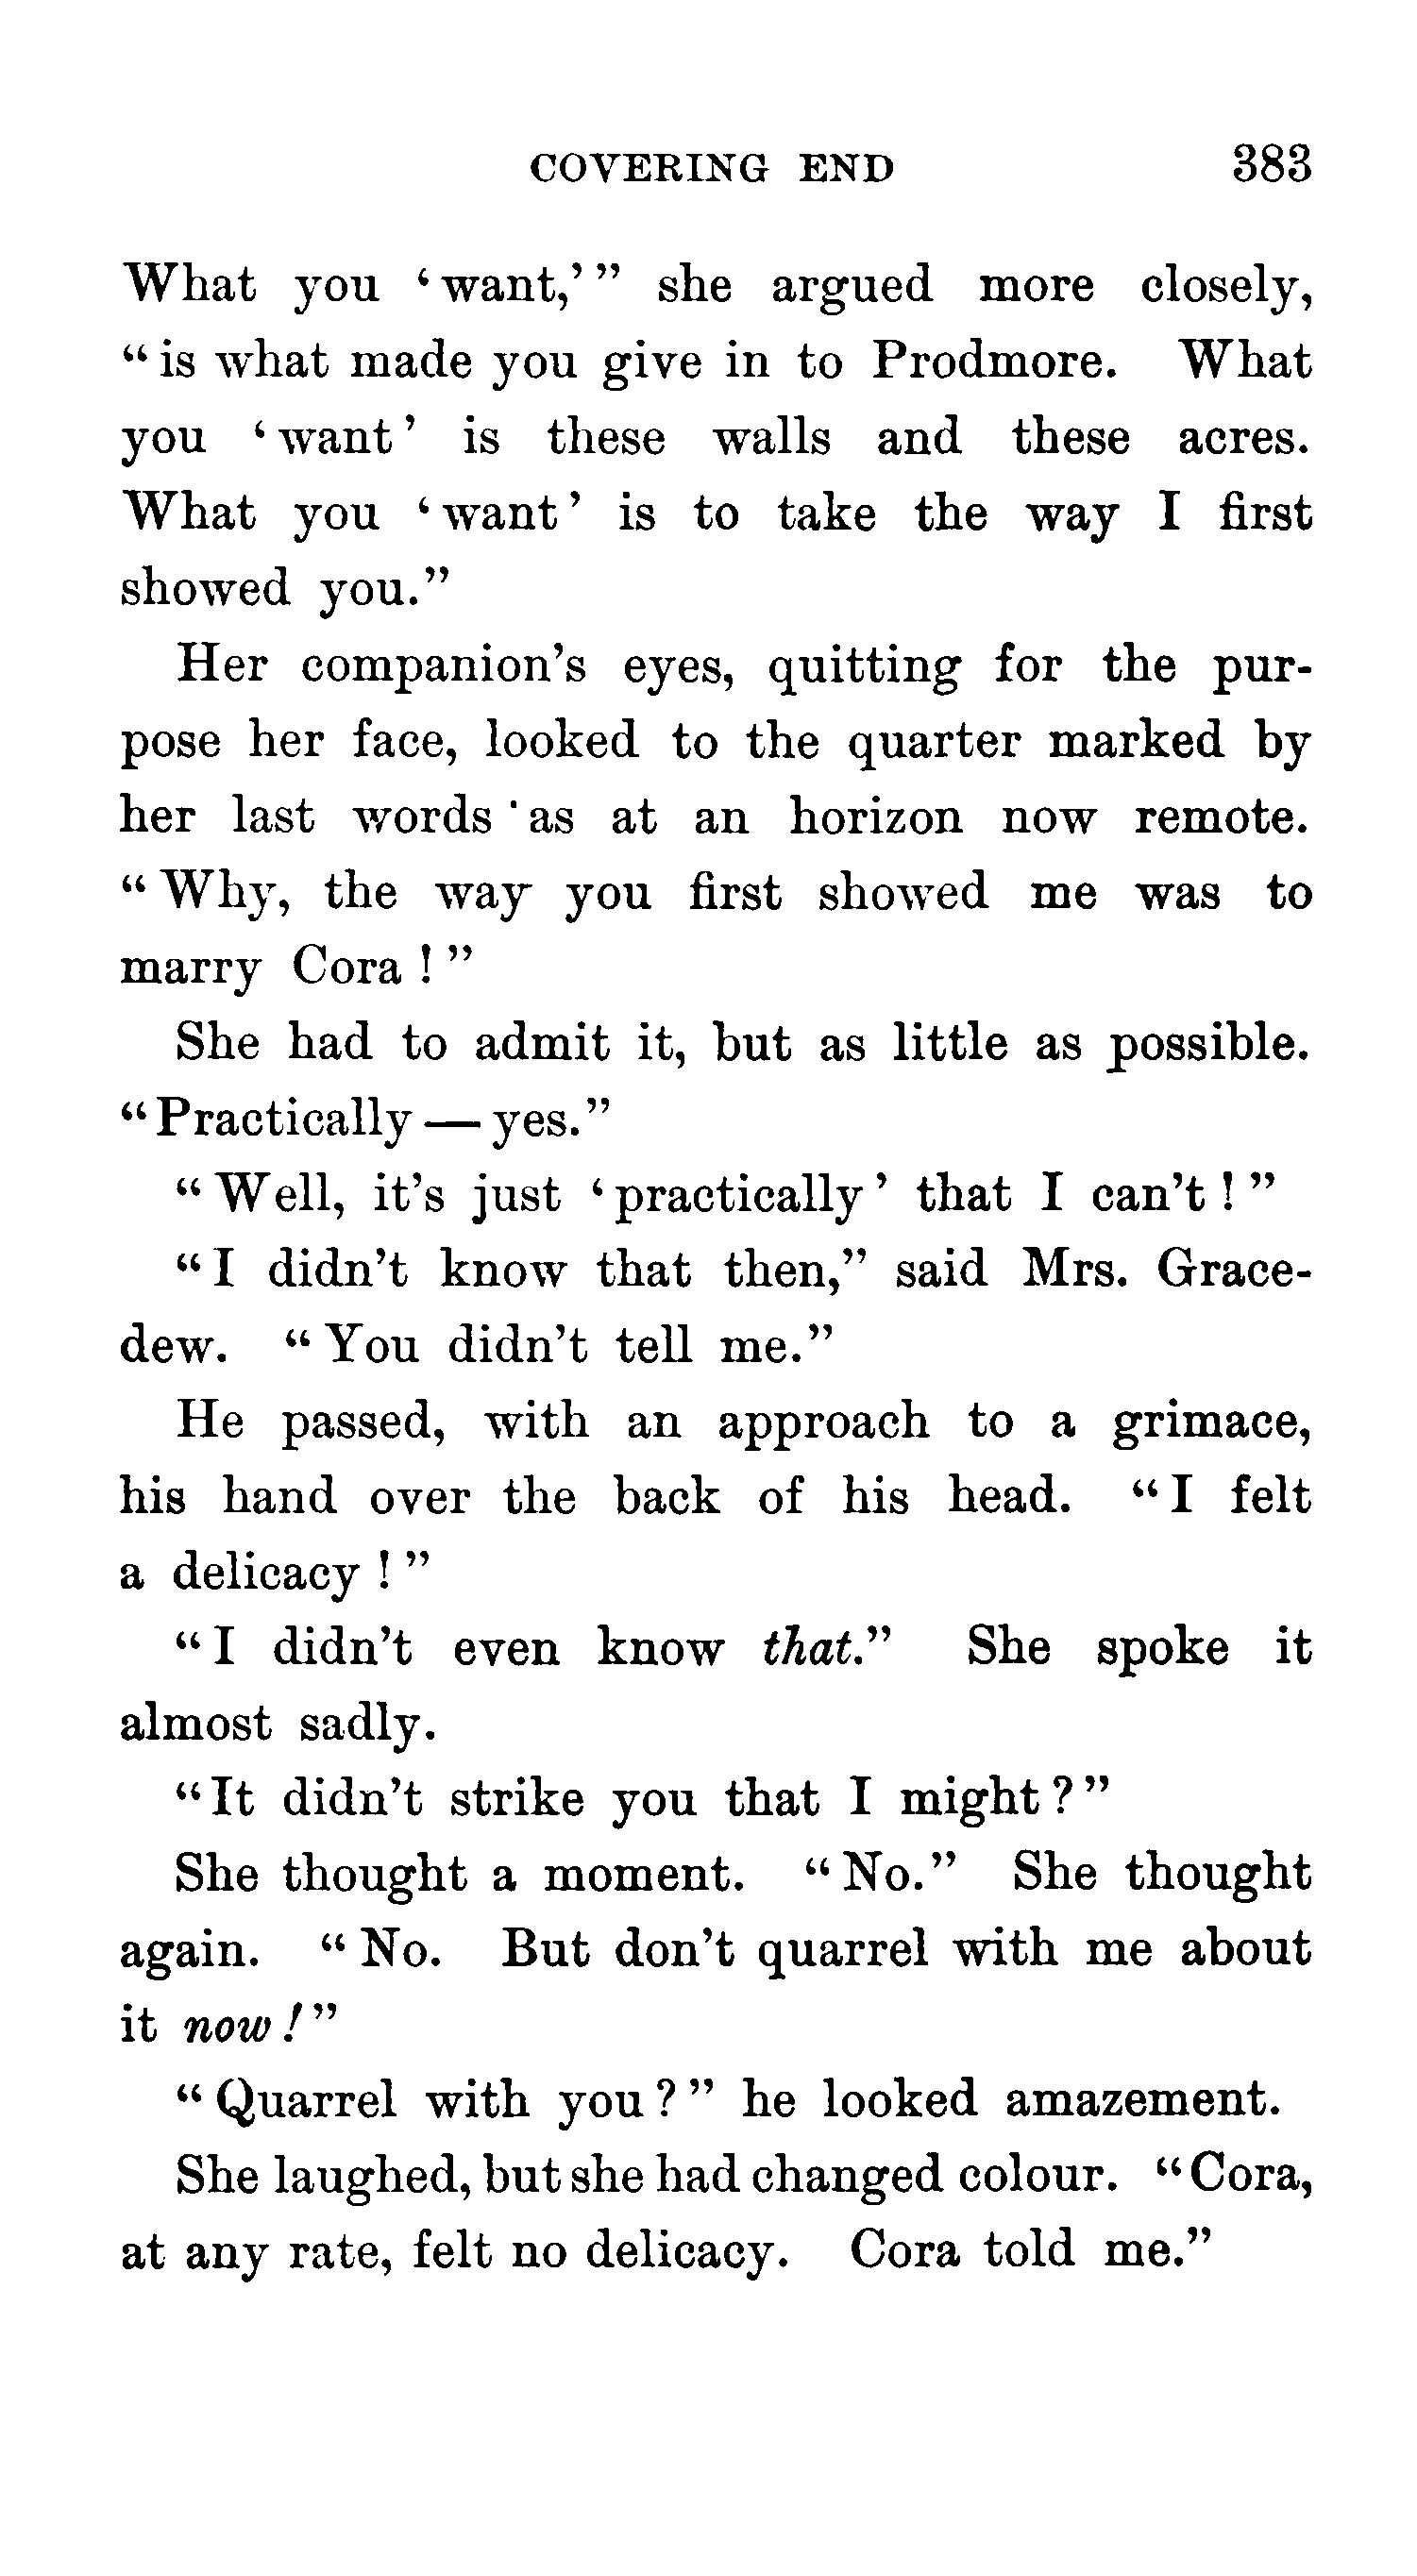 COVERING END 383
What you ‘want,’” she argued more closely,
“is what made you give in to Prodmore. What
you ‘want’ is these walls and these acres.
What you ‘want’ is to take the way I first
showed you.”
Her companion’s eyes, quitting for the pur-
pose her face, looked to the quarter marked by
her last words as at an horizon now remote.
“Why, the way you first showed me was to
marry Cora!”
She had to admit it, but as little as possible.
“Practically — yes.”
“Well, it’s just ‘practically’ that I can’t!”
“I didn’t know that then,” said Mrs. Grace-
dew. “You didn’t tell me.”
He passed, with an approach to a grimace,
his hand over the back of his head. “I felt
a delicacy!”
“I didn’t even know that.” She spoke it
almost sadly.
“It didn’t strike you that I might?”
She thought a moment. “No.” She thought
again. “No. But don’t quarrel with me about
it now!”
“Quarrel with you?” he looked amazement.
She laughed, but she had changed colour. “Cora,
at any rate, felt no delicacy. Cora told me.”